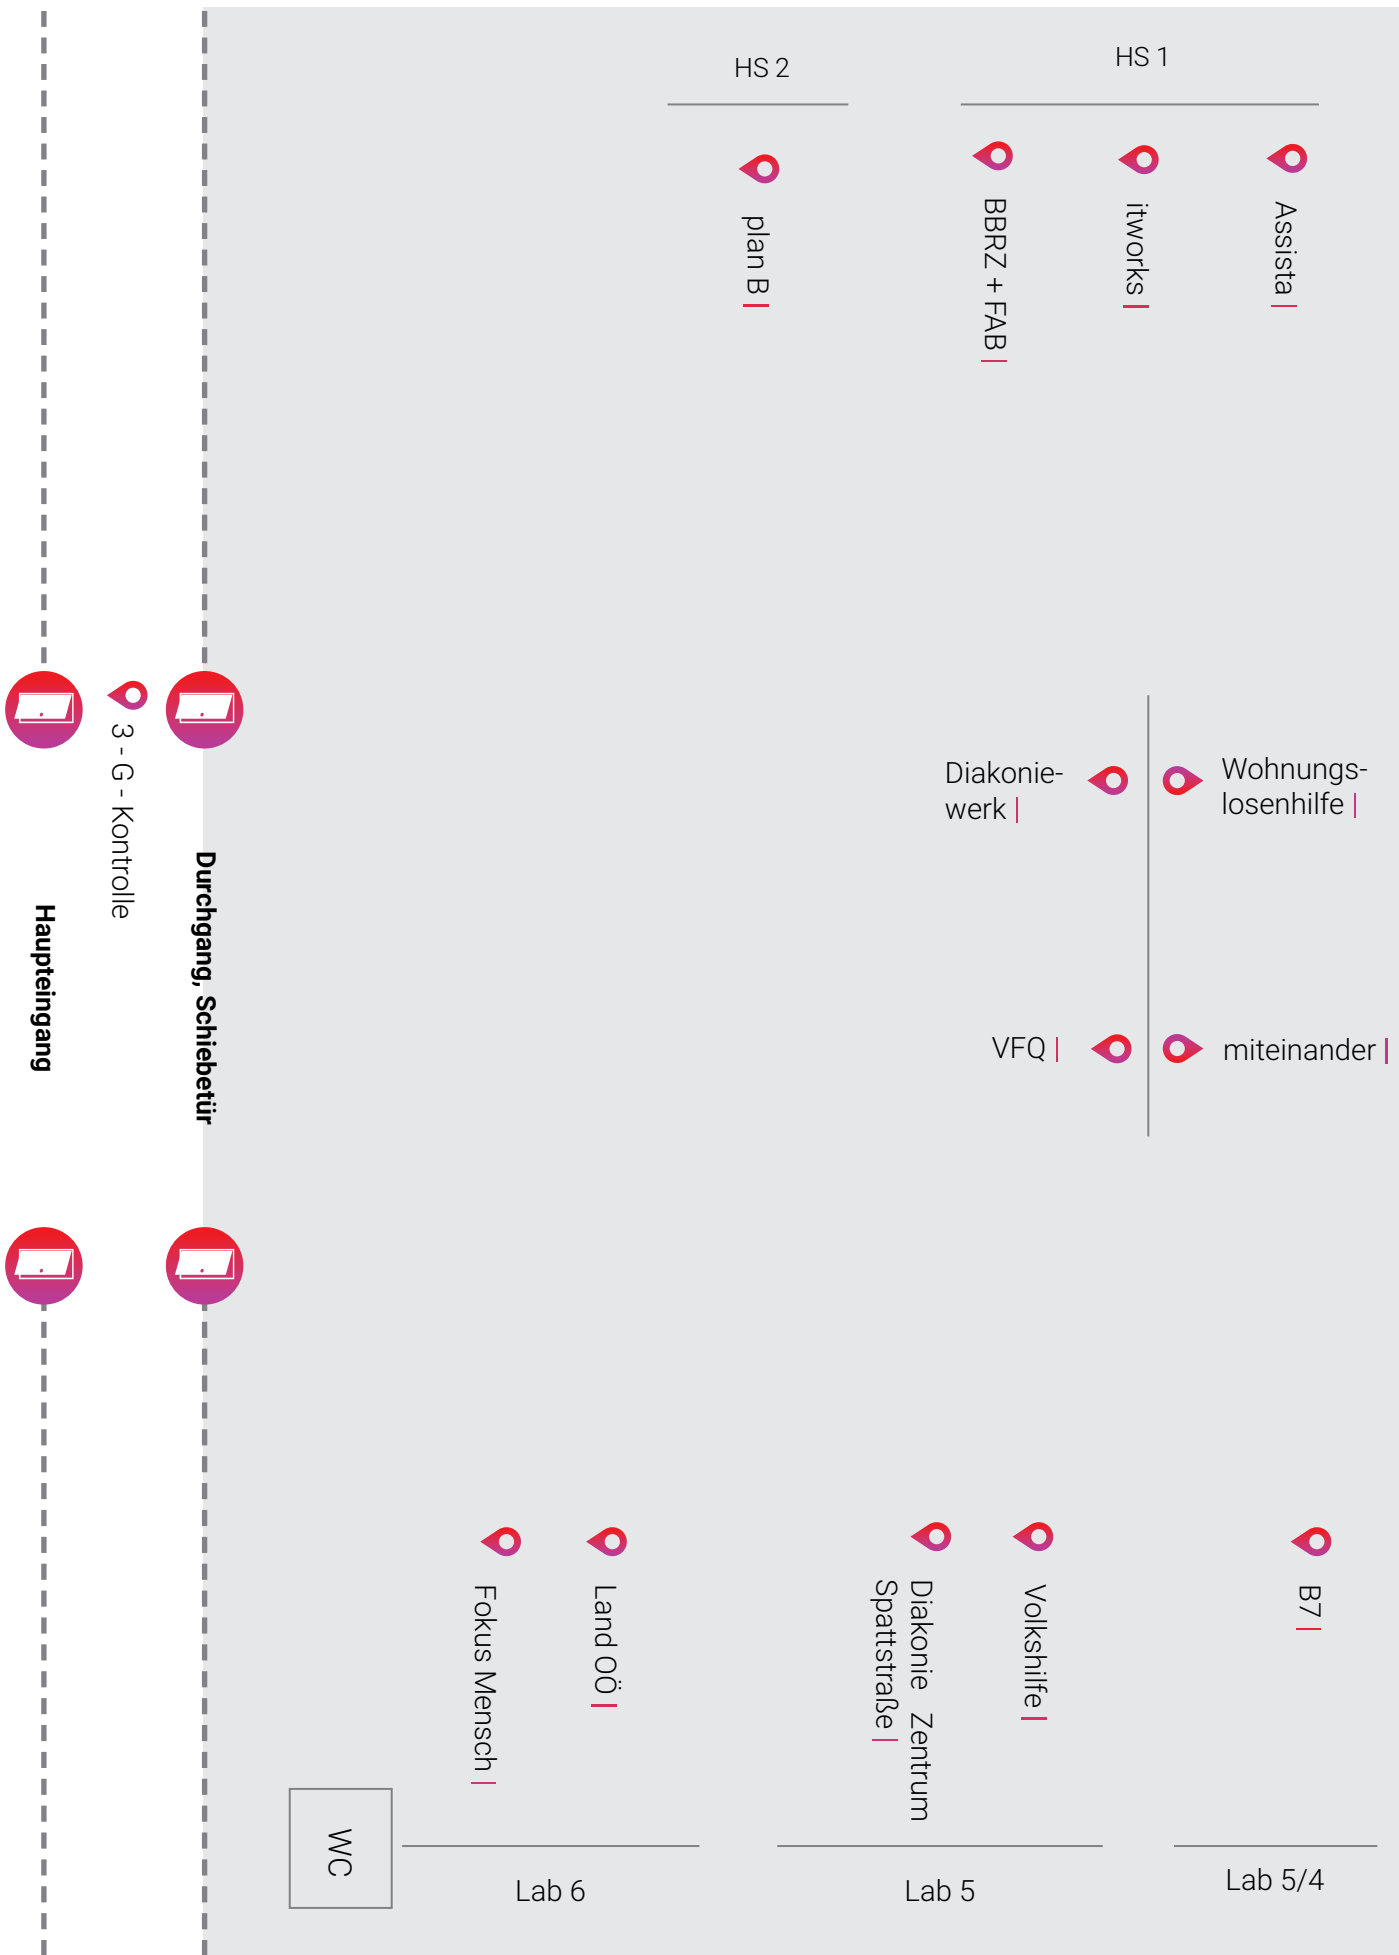 HS 2
HS 1
plan B |
BBRZ + FAB |
itworks |
Assista |
3 - G - Kontrolle
Haupteingang
Durchgang, Schiebetür
Diakonie-
werk |
Wohnungs-
losenhilfe |
VFQ |
miteinander |
Fokus Mensch |
Land OÖ |
Diakonie Zentrum
Spattstraße |
Volkshilfe |
B7 |
WC
Lab 6
Lab 5
Lab 5/4